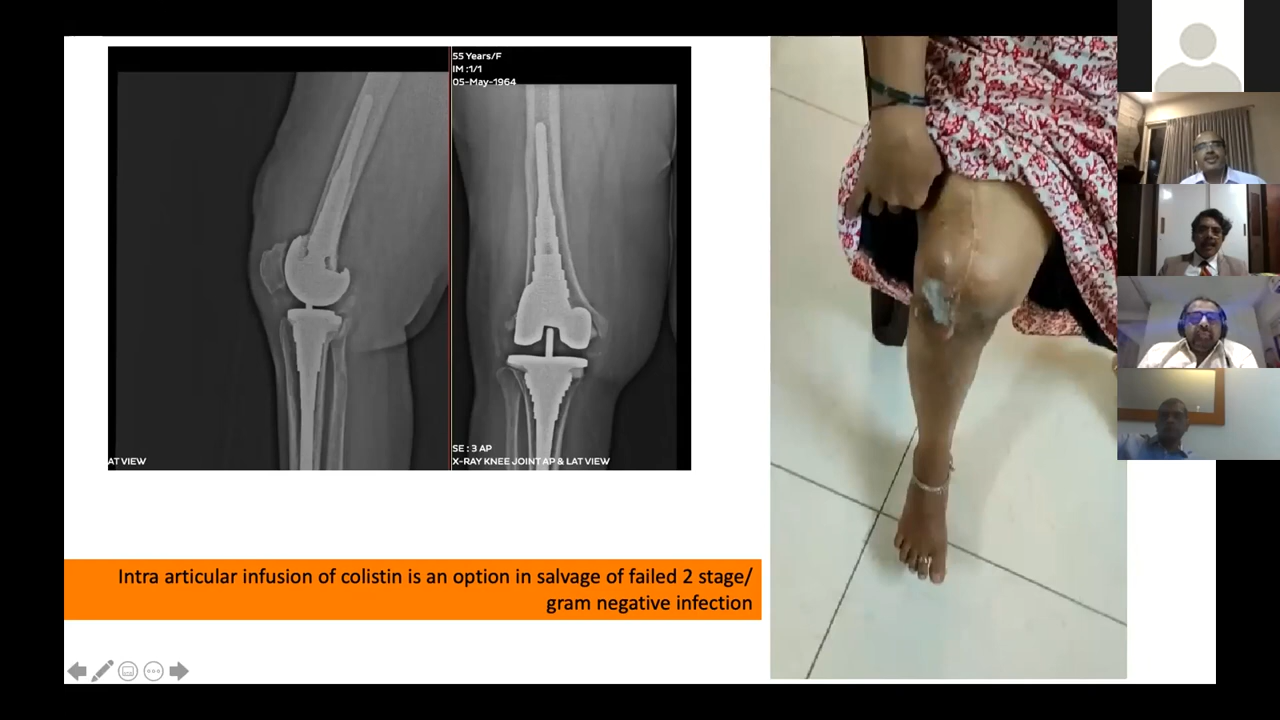 55 Years/F
IM :1/1
05-May-1964
AT VIEW
SE : 3 AP
X-RAY KNEE JOINT AP & LAT VIEW
Intra articular infusion of colistin is an option in salvage of failed 2 stage/
gram negative infection